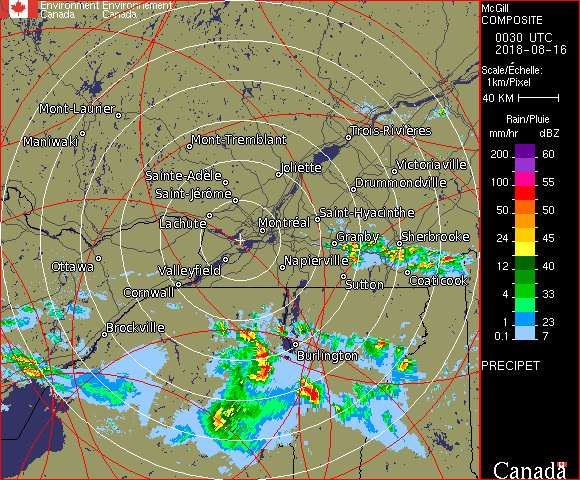 Environment Environnement
Canada Canada
Mont-Laurier
Maniwaki
Mont-Tremblant
Trois-Rivières
Sainte-Adèle
Joliette
Victoriaville
Saint-Jérôme
Drummondville
Lachute
Montréal
Saint-Hyacinthe
Granby
Sherbrooke
Ottawa
Valleyfield
Napierville
Coaticook
Cornwall
Sutton
Brockville
Burlington
McGill
COMPOSITE
0030 UTC
2018-08-16
Scale/Échelle:
1km/Pixel
40 KM
Rain/Pluie
mm/hr dBZ
200 60
150 57
100 55
50 50
24 45
12 40
4 33
1 23
0.1 7
PRECIPET
Canada